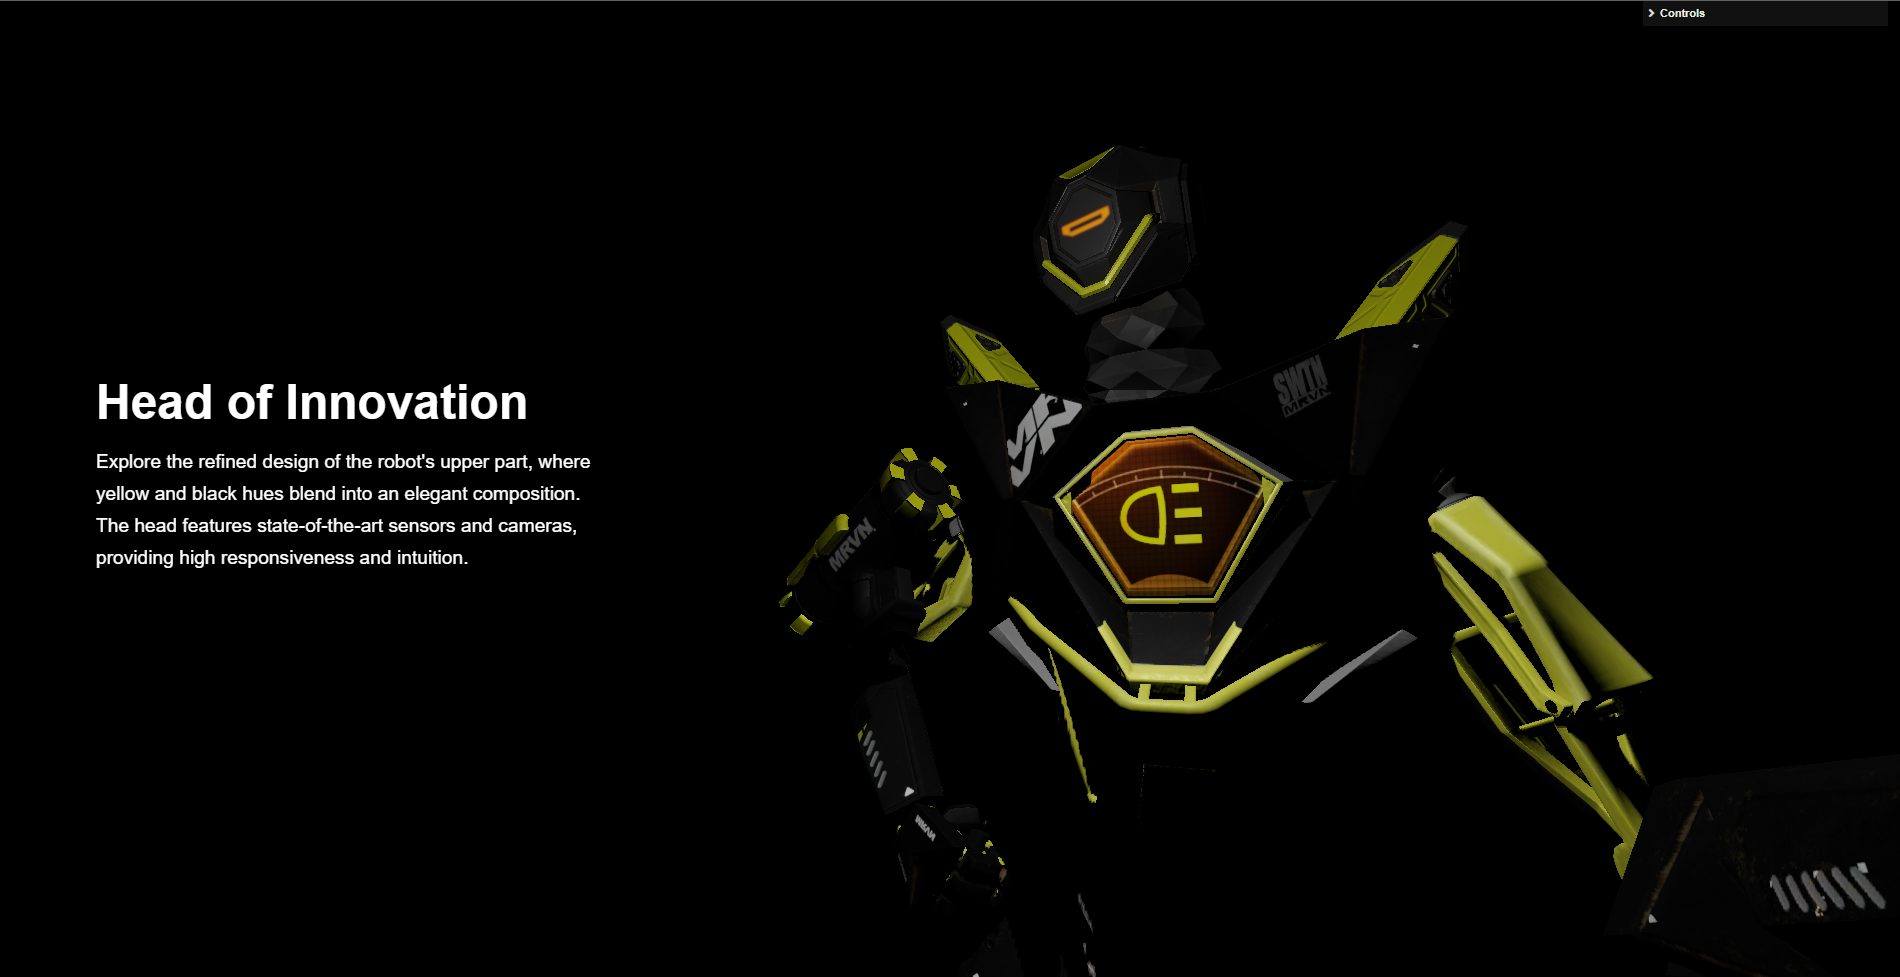 Controls
Head of Innovation
Explore the refined design of the robot's upper part, where
yellow and black hues blend into an elegant composition.
The head features state-of-the-art sensors and cameras,
providing high responsiveness and intuition.
SWTN
MRVN
MRVN.
MRVN